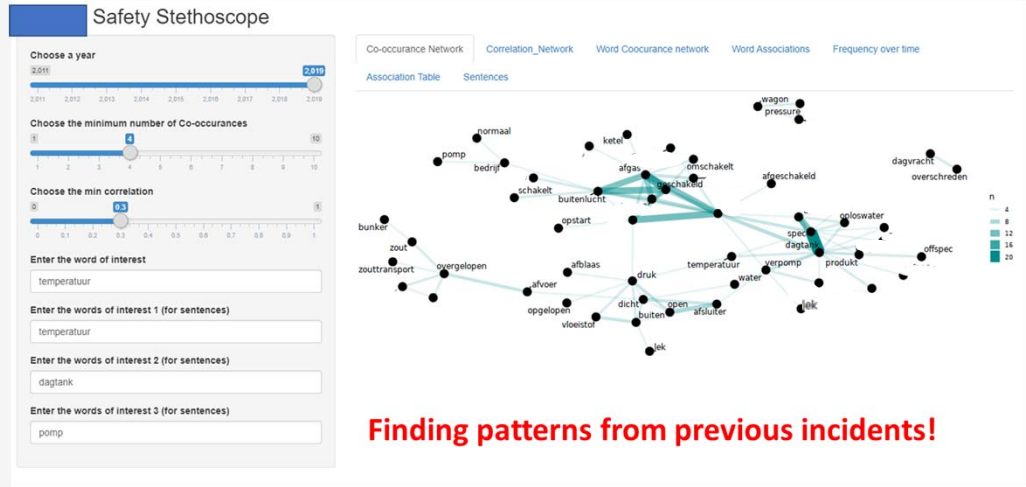 Safety Stethoscope
Choose a year
2,011 2,019
2,011 2,012 2,013 2,014 2,015 2,016 2,017 2,018 2,019
Choose the minimum number of Co-occurances
1 4 10
1 2 3 4 5 6 7 8 9 10
Choose the min correlation
0 0.3 1
0 0.1 0.2 0.3 0.4 0.5 0.6 0.7 0.8 0.9 1
Enter the word of interest
temperatuur
Enter the words of interest 1 (for sentences)
temperatuur
Enter the words of interest 2 (for sentences)
dagtank
Enter the words of interest 3 (for sentences)
pomp
Co-occurance Network Correlation_Network Word Coocurance network Word Associations Frequency over time
Association Table Sentences
wagon
pressure
normaal
ketel
pomp
bedrijf
afgas
omschakelt
dagvracht
overschreden
schakelt
geschakeld
afgeschakeld
buitenlucht
n
4
8
12
16
20
bunker
opstart
oploswater
spec
zout
dagtank
offspec
zouttransport
overgelopen
afblaas
temperatuur
verpomp
produkt
druk
water
afvoer
opgelopen
dicht
open
afsluiter
lek
vloeistof
buiten
lek
Finding patterns from previous incidents!